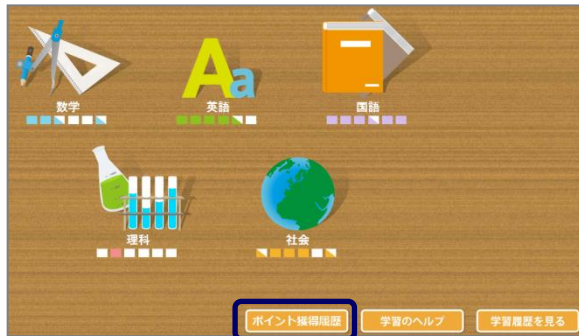 数学
Aa
英語
国語
理科
社会
ポイント獲得履歴
学習のヘルプ
学習履歴を見る